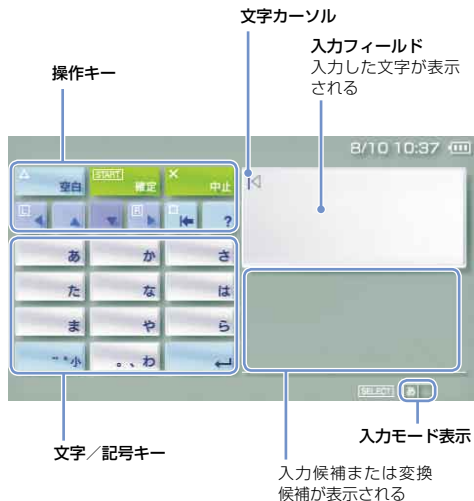 文字カーソル
入力フィールド
入力した文字が表示
される
操作キー
8/10 10:37
△ 空白
START 確定
× 中止
L
R
□
?
あ か さ
た な は
ま や ら
゛゜小 。、わ
SELECT あ
入力モード表示
文字／記号キー
入力候補または変換
候補が表示される